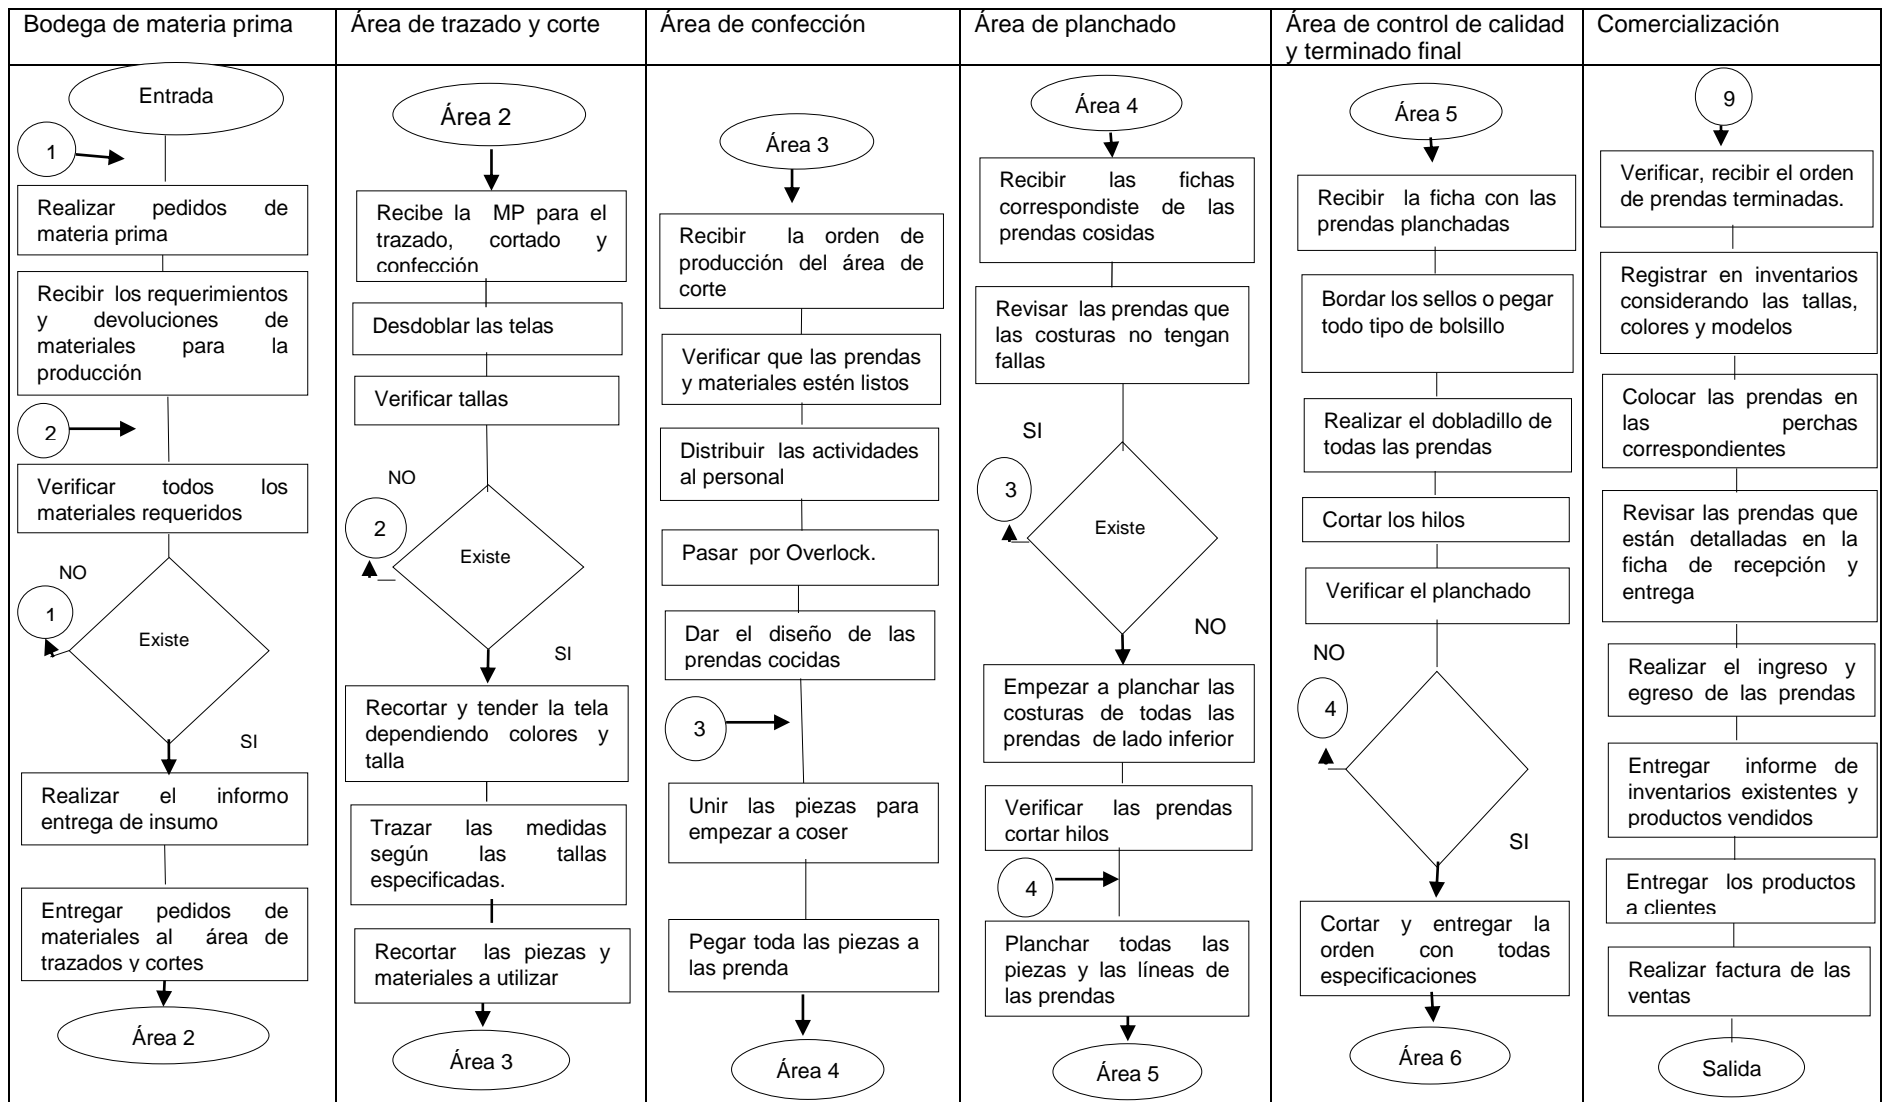 Bodega de materia prima
Entrada
1
Realizar pedidos de
materia prima
Recibir los requerimientos
y devoluciones de
materiales para la
producción
2
Verificar todos los
materiales requeridos
NO
1
Existe
SI
Realizar el informo
entrega de insumo
Entregar pedidos de
materiales al área de
trazados y cortes
Área 2
Área de trazado y corte
Área 2
Recibe la MP para el
trazado, cortado y
confección
Desdoblar las telas
Verificar tallas
NO
2
Existe
SI
Recortar y tender la tela
dependiendo colores y
talla
Trazar las medidas
según las tallas
especificadas.
Recortar las piezas y
materiales a utilizar
Área 3
Área de confección
Área 3
Recibir la orden de
producción del área de
corte
Verificar que las prendas
y materiales estén listos
Distribuir las actividades
al personal
Pasar por Overlock.
Dar el diseño de las
prendas cocidas
3
Unir las piezas para
empezar a coser
Pegar toda las piezas a
las prenda
Área 4
Área de planchado
Área 4
Recibir las fichas
correspondiste de las
prendas cosidas
Revisar las prendas que
las costuras no tengan
fallas
SI
3
Existe
NO
Empezar a planchar las
costuras de todas las
prendas de lado inferior
Verificar las prendas
cortar hilos
4
Planchar todas las
piezas y las líneas de
las prendas
Área 5
Área de control de calidad
y terminado final
Área 5
Recibir la ficha con las
prendas planchadas
Bordar los sellos o pegar
todo tipo de bolsillo
Realizar el dobladillo de
todas las prendas
Cortar los hilos
Verificar el planchado
NO
4
SI
Cortar y entregar la
orden con todas
especificaciones
Área 6
Comercialización
9
Verificar, recibir el orden
de prendas terminadas.
Registrar en inventarios
considerando las tallas,
colores y modelos
Colocar las prendas en
las perchas
correspondientes
Revisar las prendas que
están detalladas en la
ficha de recepción y
entrega
Realizar el ingreso y
egreso de las prendas
Entregar informe de
inventarios existentes y
productos vendidos
Entregar los productos
a clientes
Realizar factura de las
ventas
Salida